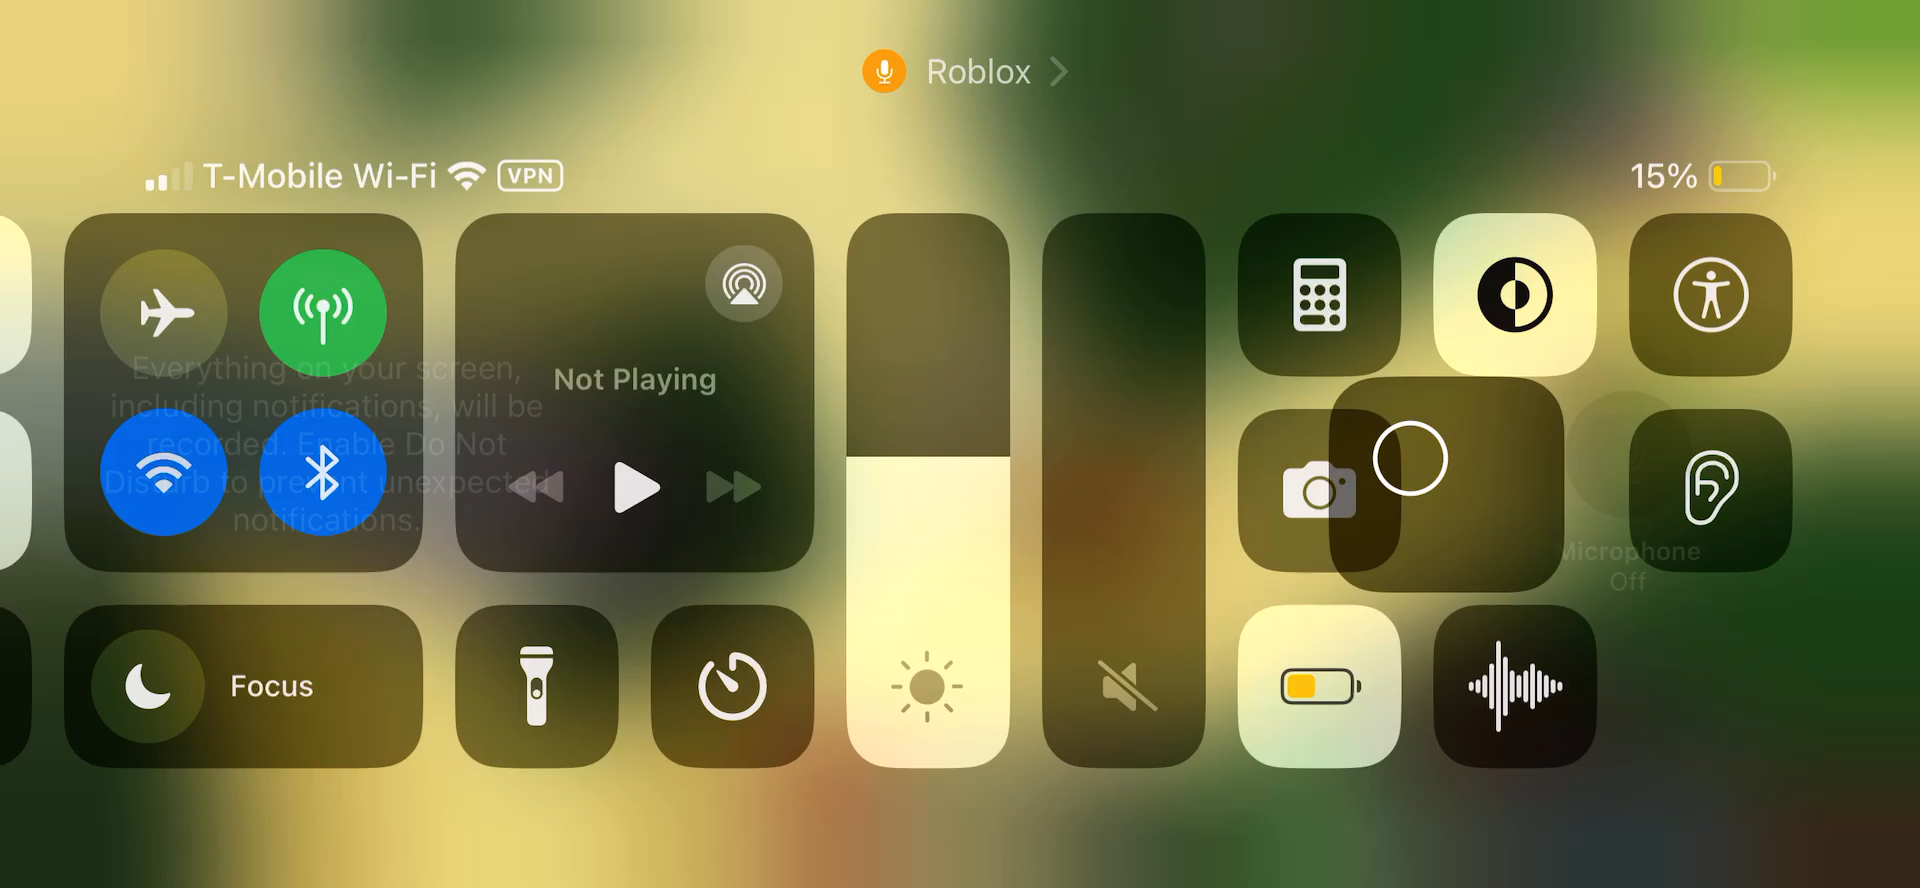 Roblox
T-Mobile Wi-Fi VPN
15%
Everything on your screen,
including notifications, will be
recorded. Enable Do Not
Disturb to prevent unexpected
notifications.
Not Playing
Microphone
Off
Focus